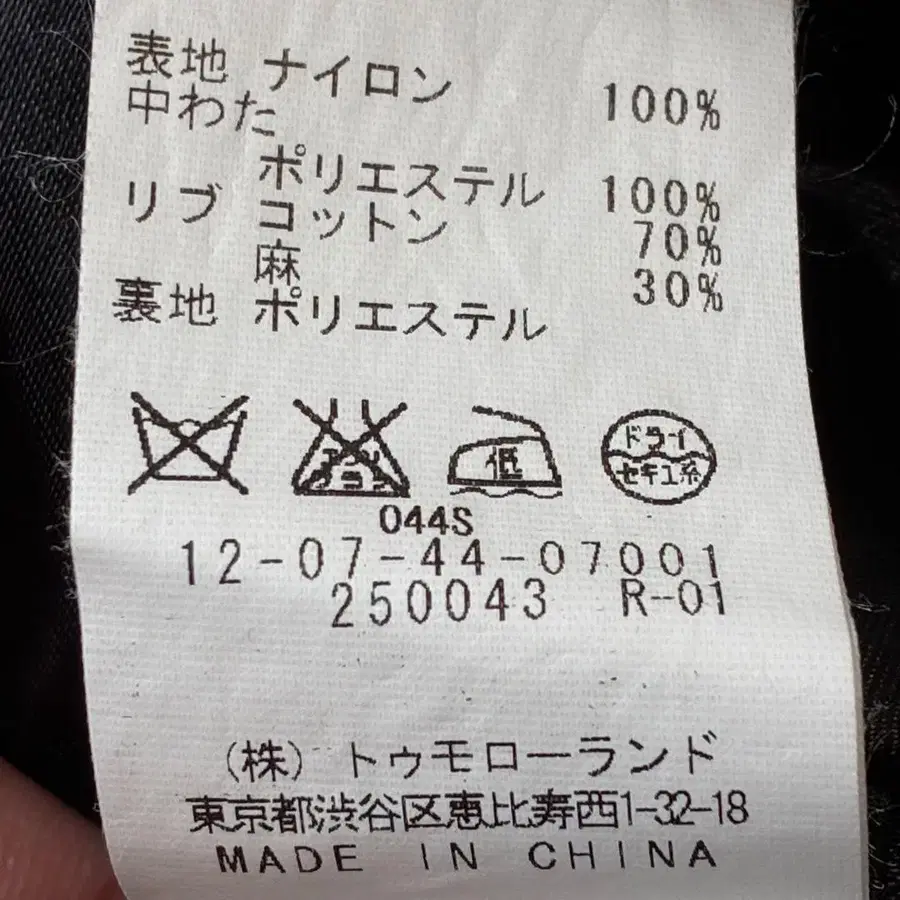 表地 ナイロン 100%
中わた
ポリエステル 100%
リブ コットン 70%
麻 30%
裏地 ポリエステル
低
ドライ
セキユ系
044S
12-07-44-07001
250043 R-01
(株) トゥモローランド
東京都渋谷区恵比寿西1-32-18
MADE IN CHINA